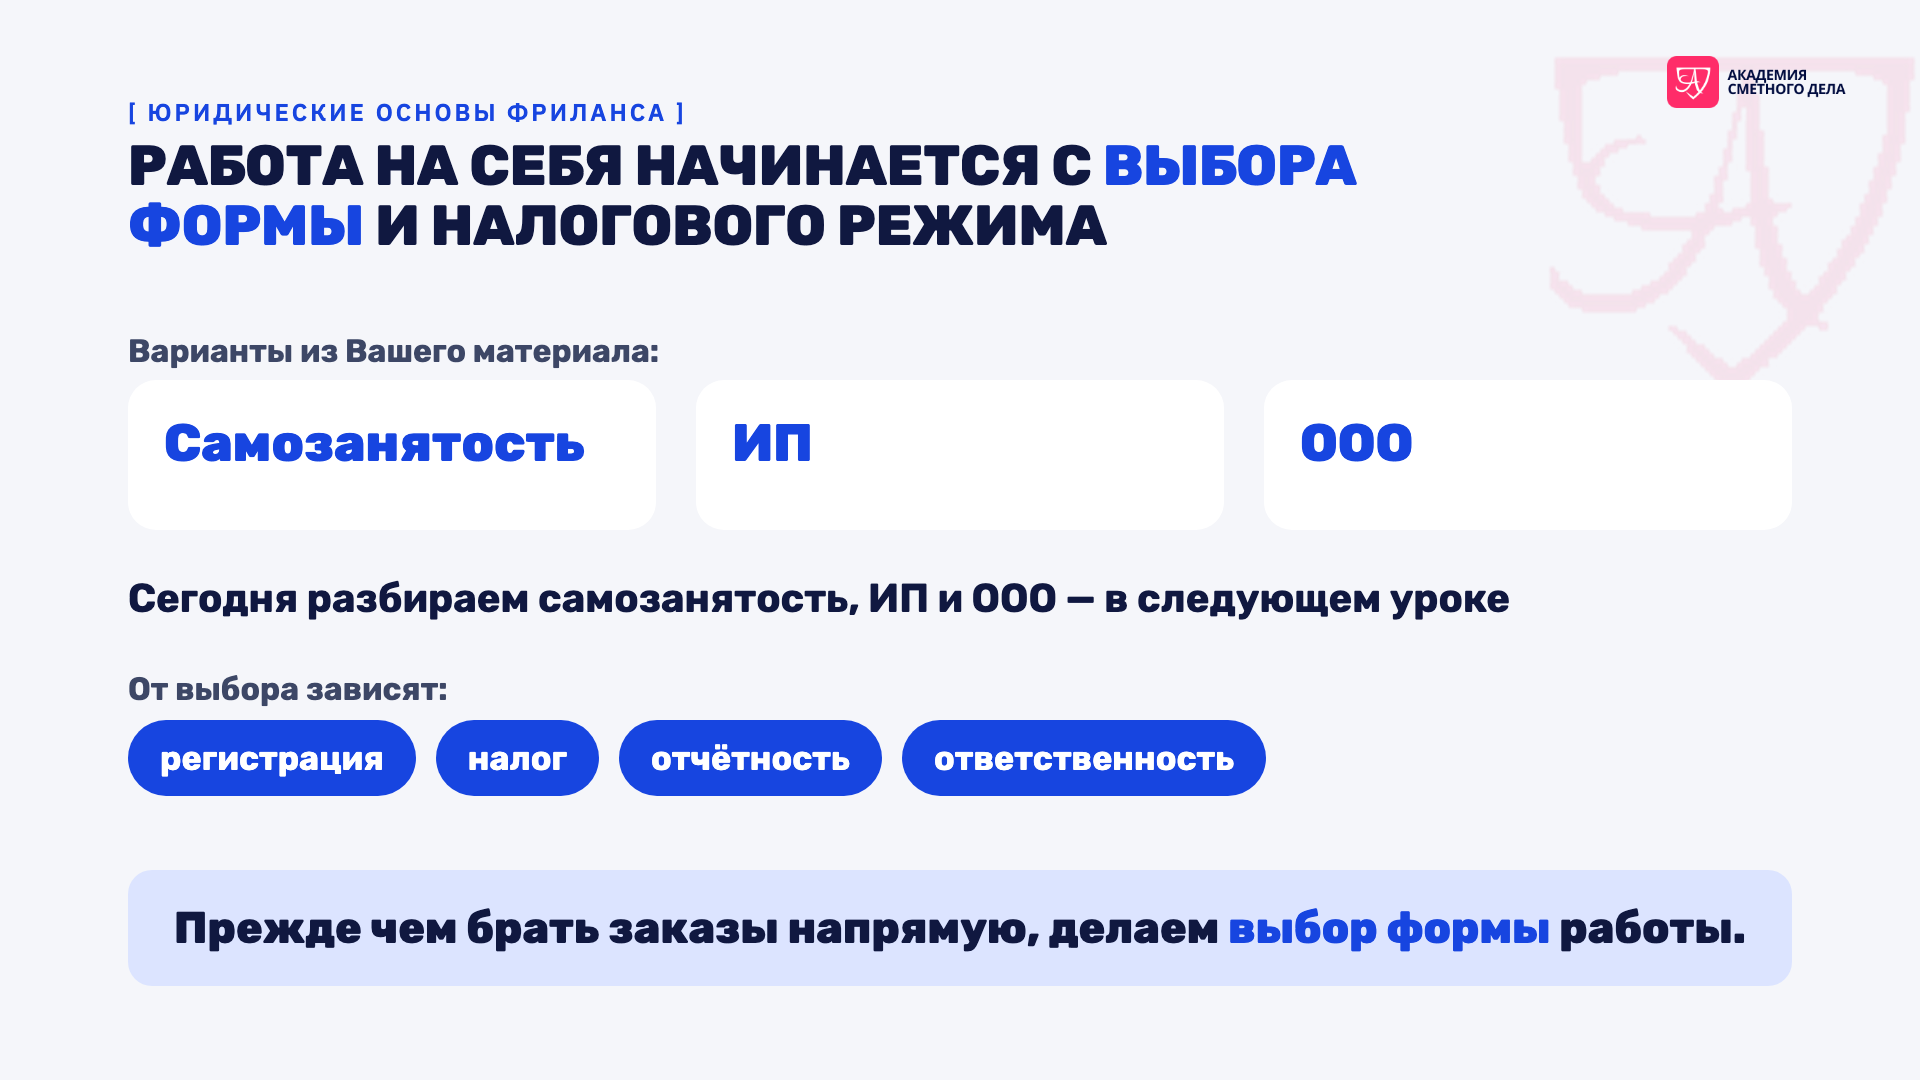 АКАДЕМИЯ
СМЕТНОГО ДЕЛА
[ ЮРИДИЧЕСКИЕ ОСНОВЫ ФРИЛАНСА ]
РАБОТА НА СЕБЯ НАЧИНАЕТСЯ С ВЫБОРА
ФОРМЫ И НАЛОГОВОГО РЕЖИМА
Варианты из Вашего материала:
Самозанятость
ИП
ООО
Сегодня разбираем самозанятость, ИП и ООО — в следующем уроке
От выбора зависят:
регистрация
налог
отчётность
ответственность
Прежде чем брать заказы напрямую, делаем выбор формы работы.